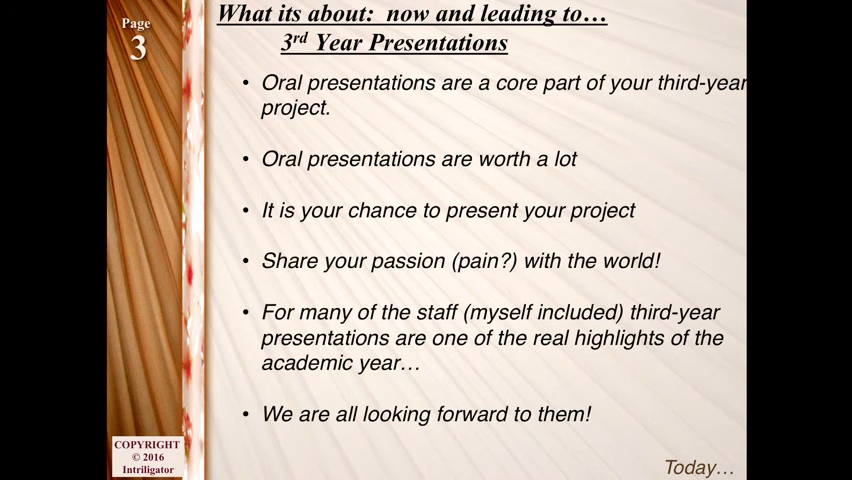 Page
3
What its about: now and leading to…
3rd Year Presentations
• Oral presentations are a core part of your third-year
project.
• Oral presentations are worth a lot
• It is your chance to present your project
• Share your passion (pain?) with the world!
• For many of the staff (myself included) third-year
presentations are one of the real highlights of the
academic year…
• We are all looking forward to them!
COPYRIGHT
© 2016
Intriligator
Today…